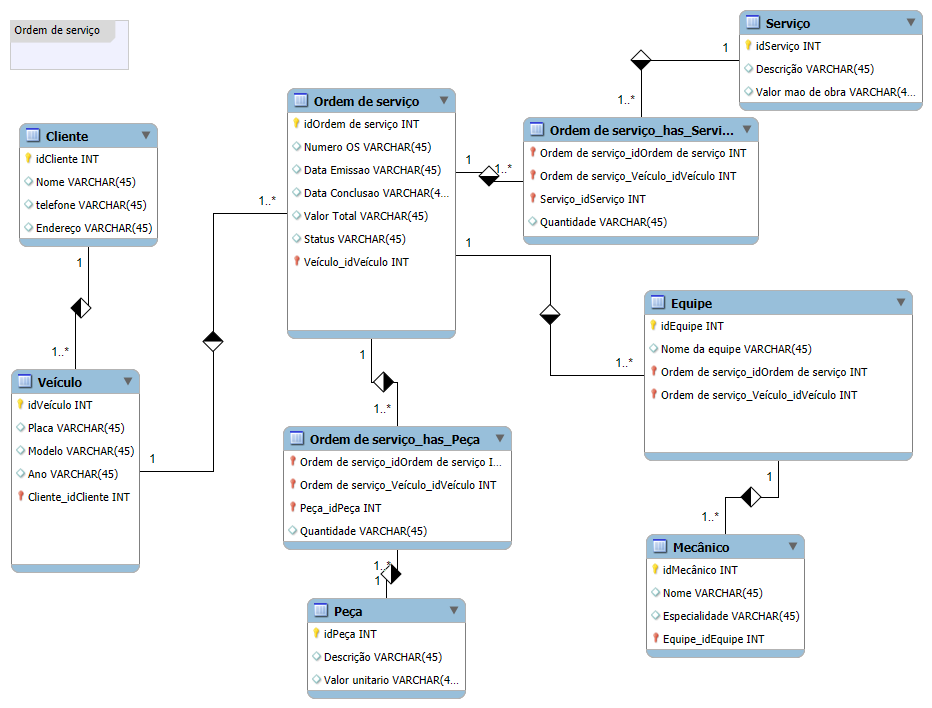 Ordem de serviço
Cliente
idCliente INT
Nome VARCHAR(45)
telefone VARCHAR(45)
Endereço VARCHAR(45)
1
1..*
Veículo
idVeículo INT
Placa VARCHAR(45)
Modelo VARCHAR(45)
Ano VARCHAR(45)
Cliente_idCliente INT
1
1..*
Ordem de serviço
idOrdem de serviço INT
Numero OS VARCHAR(45)
Data Emissao VARCHAR(45)
Data Conclusao VARCHAR(4...
Valor Total VARCHAR(45)
Status VARCHAR(45)
Veículo_idVeículo INT
1
1..*
Ordem de serviço_has_Servi...
Ordem de serviço_idOrdem de serviço INT
Ordem de serviço_Veículo_idVeículo INT
Serviço_idServiço INT
Quantidade VARCHAR(45)
1..*
1
Serviço
idServiço INT
Descrição VARCHAR(45)
Valor mao de obra VARCHAR(4...
1
1..*
Equipe
idEquipe INT
Nome da equipe VARCHAR(45)
Ordem de serviço_idOrdem de serviço INT
Ordem de serviço_Veículo_idVeículo INT
1
1..*
Mecânico
idMecânico INT
Nome VARCHAR(45)
Especialidade VARCHAR(45)
Equipe_idEquipe INT
1
1..*
Ordem de serviço_has_Peça
Ordem de serviço_idOrdem de serviço I...
Ordem de serviço_Veículo_idVeículo INT
Peça_idPeça INT
Quantidade VARCHAR(45)
1..*
1
Peça
idPeça INT
Descrição VARCHAR(45)
Valor unitario VARCHAR(4...